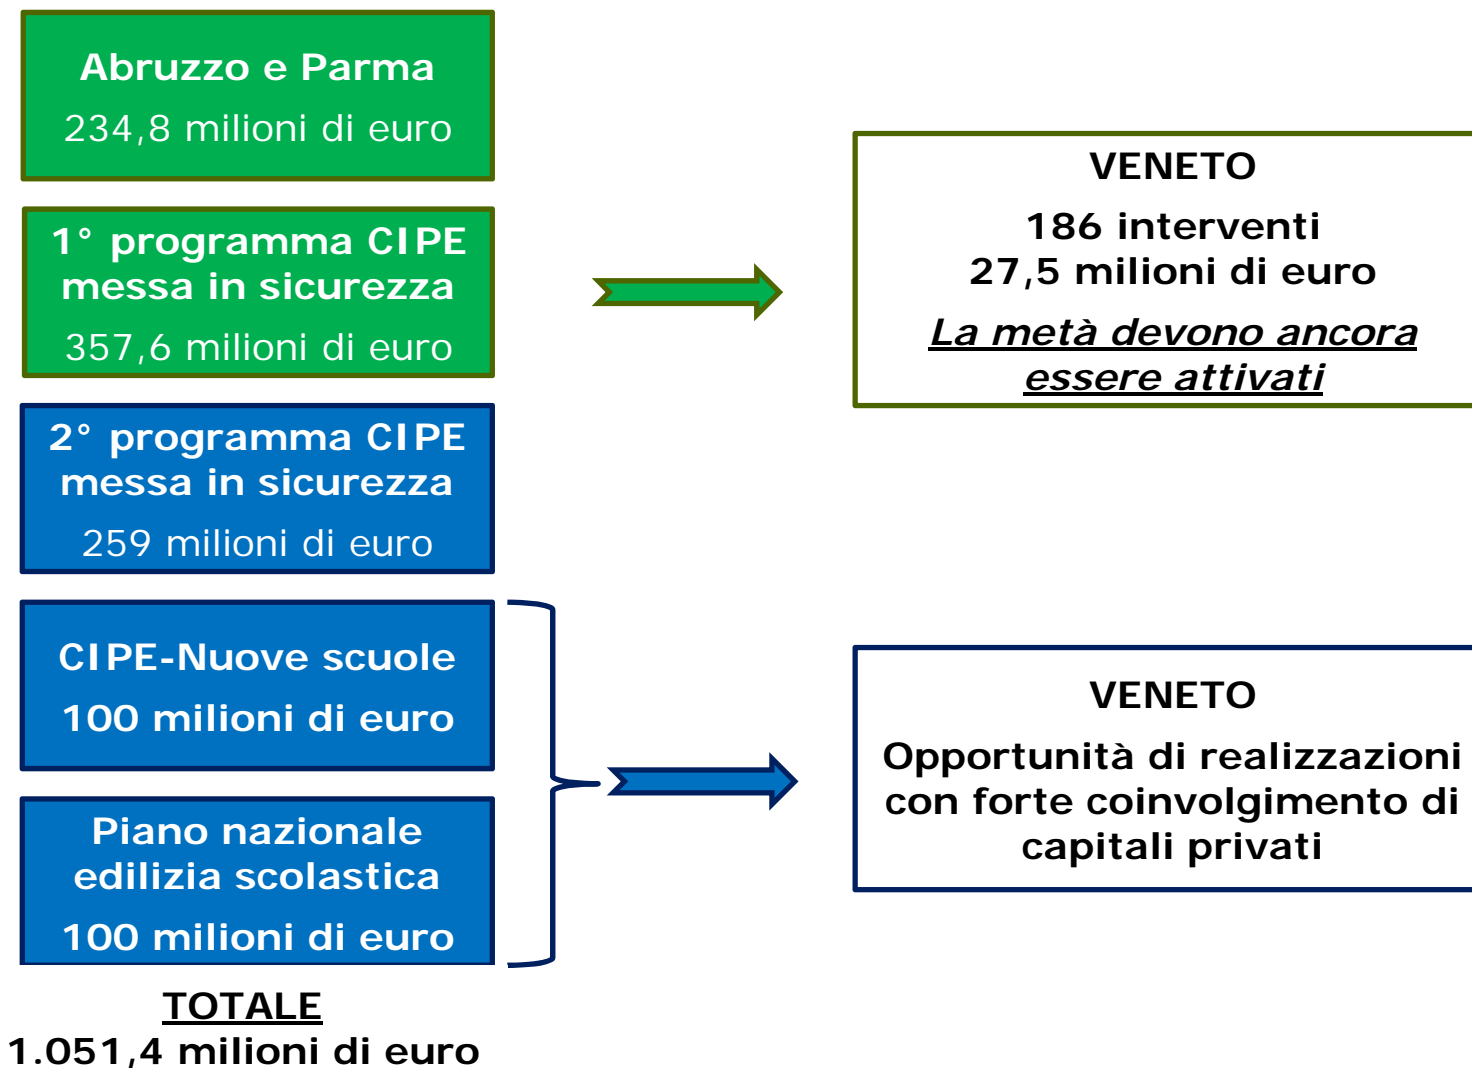 Abruzzo e Parma
234,8 milioni di euro
1° programma CIPE
messa in sicurezza
357,6 milioni di euro
2° programma CIPE
messa in sicurezza
259 milioni di euro
CIPE-Nuove scuole
100 milioni di euro
Piano nazionale
edilizia scolastica
100 milioni di euro
TOTALE
1.051,4 milioni di euro
VENETO
186 interventi
27,5 milioni di euro
La metà devono ancora
essere attivati
VENETO
Opportunità di realizzazioni
con forte coinvolgimento di
capitali privati